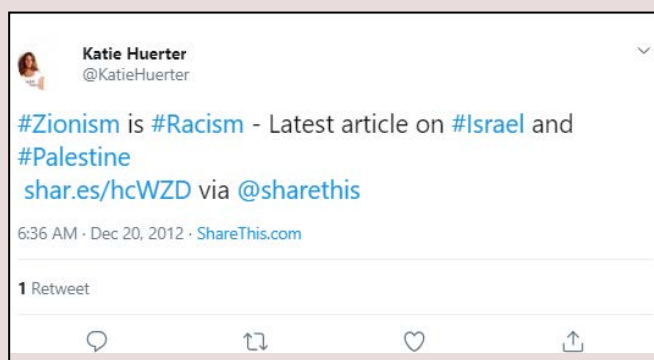 Katie Huerter
@KatieHuerter
#Zionism is #Racism - Latest article on #Israel and
#Palestine
shar.es/hcWZD via @sharethis
6:36 AM · Dec 20, 2012 · ShareThis.com
1 Retweet